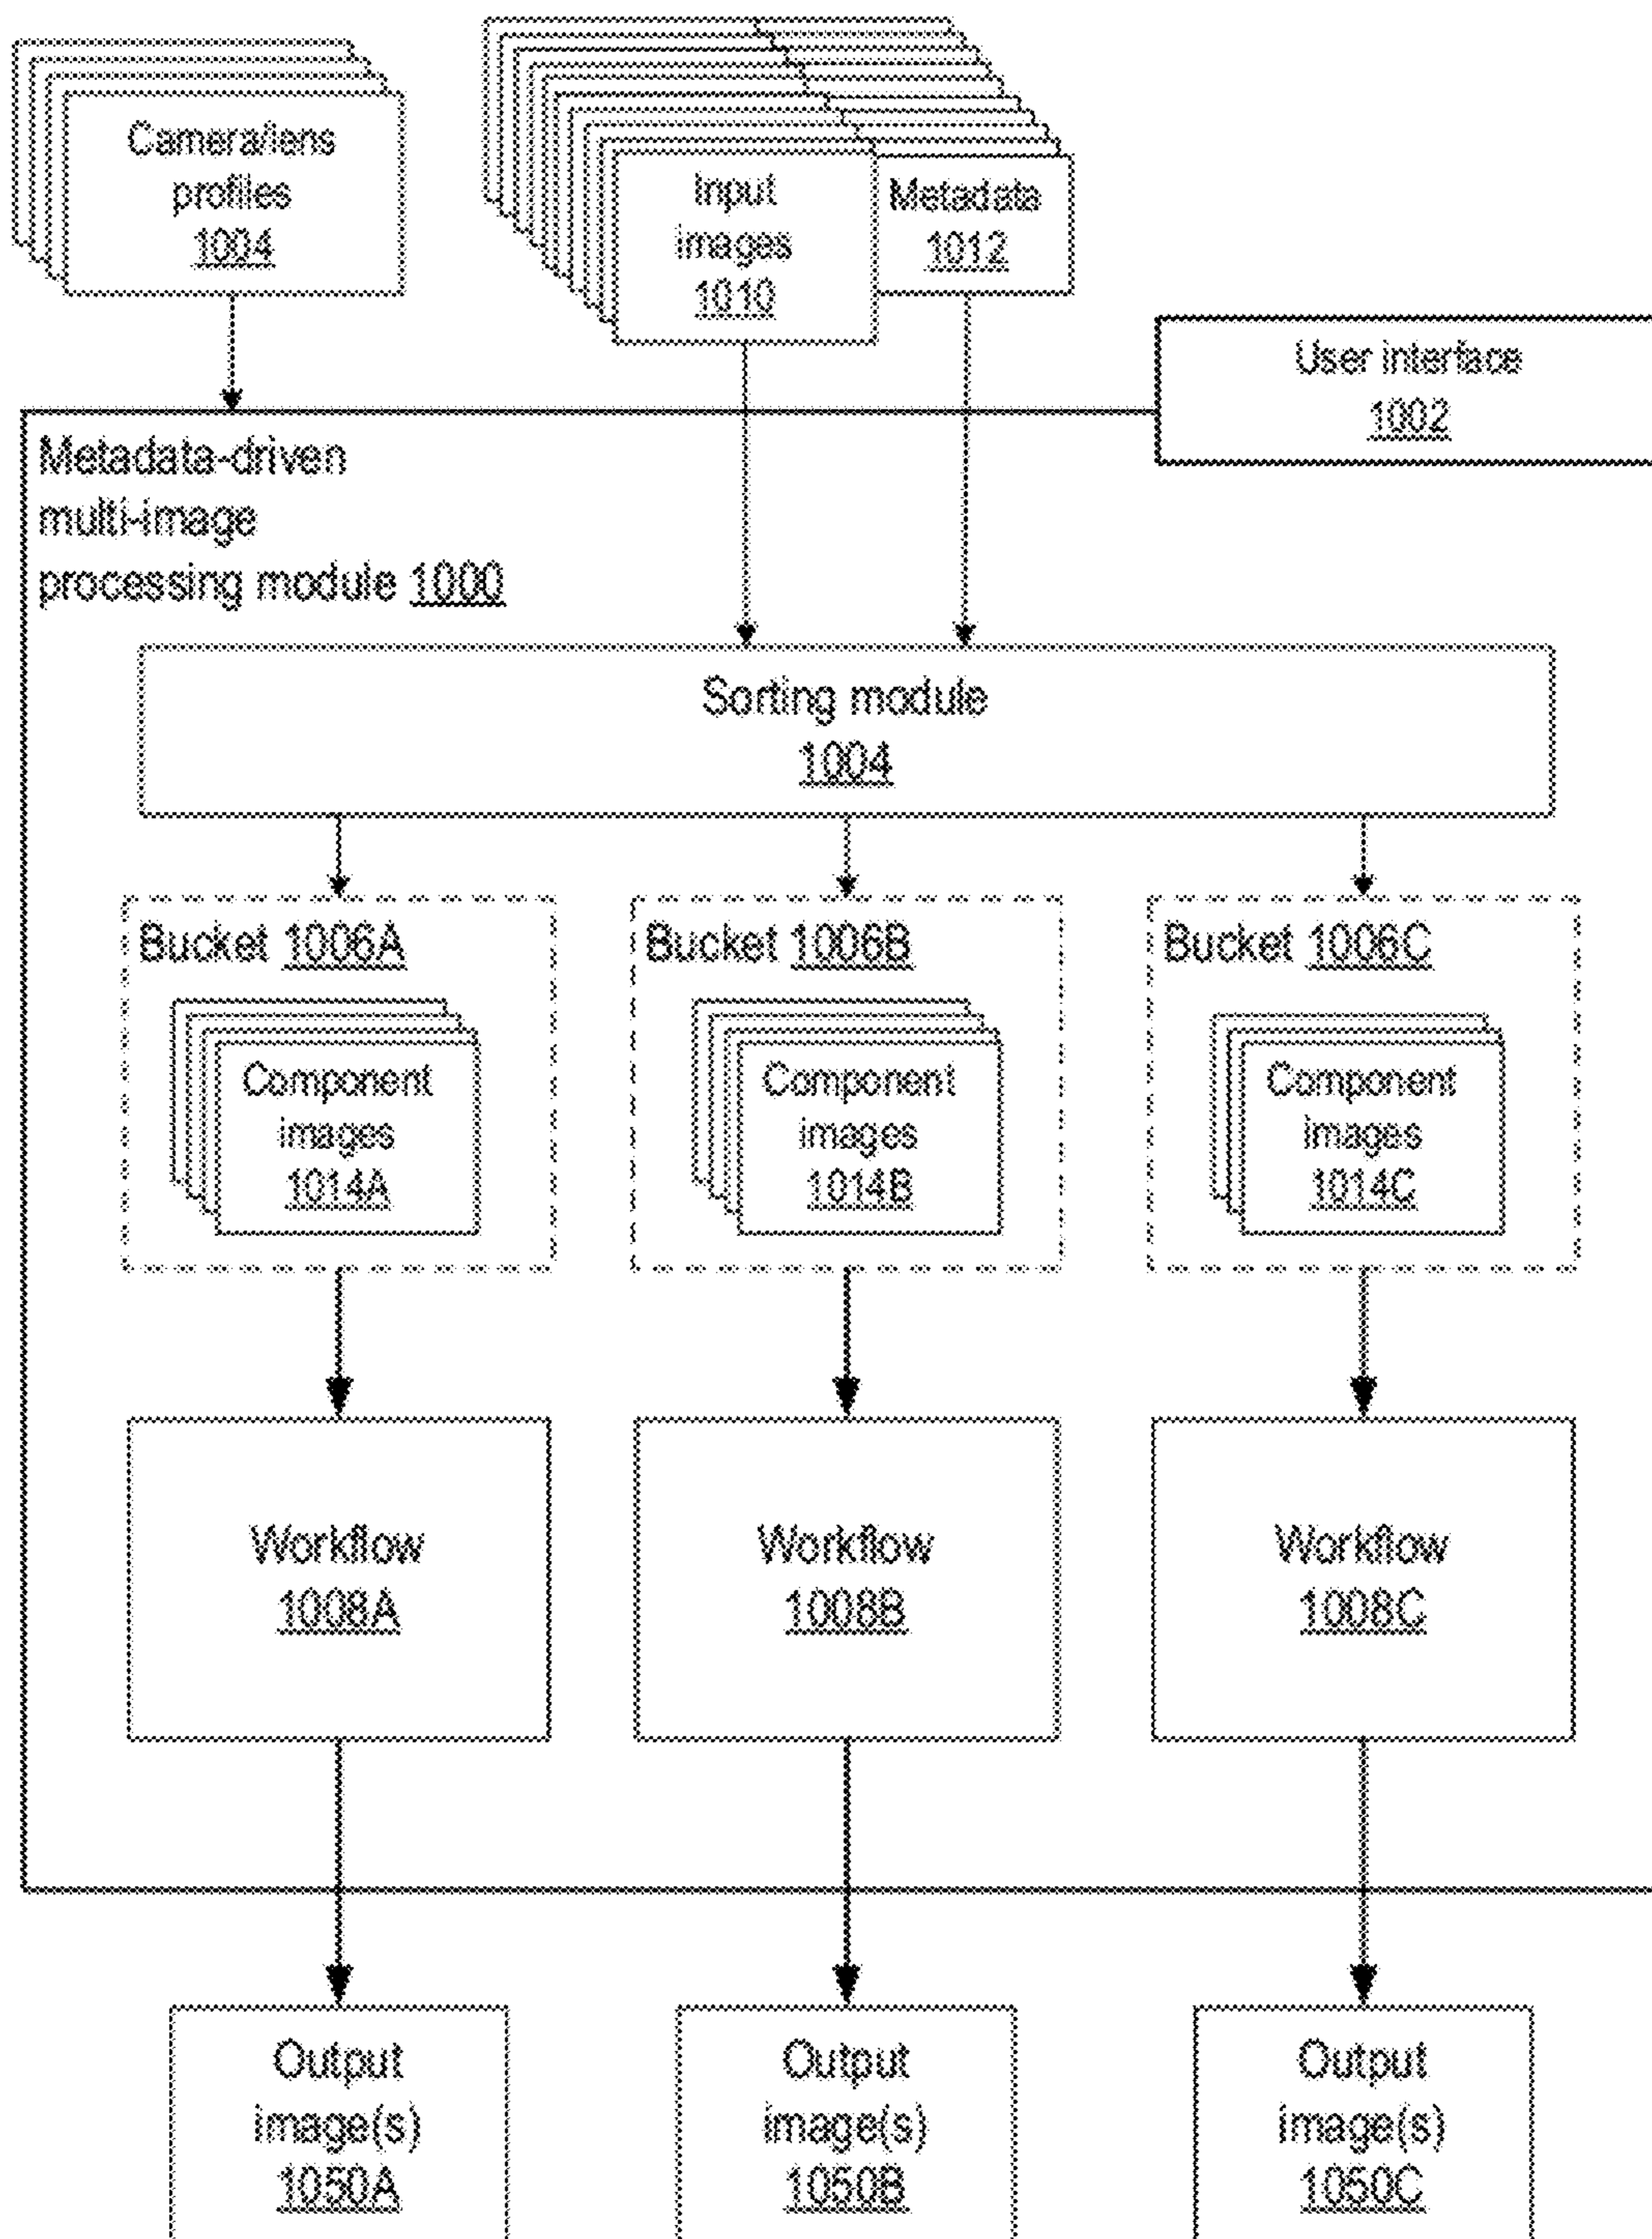 Camera/lens
profiles
1004
Input
images
1010
Metadata
1012
User interface
1002
Metadata-driven
multi-image
processing module 1000
Sorting module
1004
Bucket 1006A
Component
images
1014A
Bucket 1006B
Component
images
1014B
Bucket 1006C
Component
images
1014C
Workflow
1008A
Workflow
1008B
Workflow
1008C
Output
image(s)
1050A
Output
image(s)
1050B
Output
image(s)
1050C